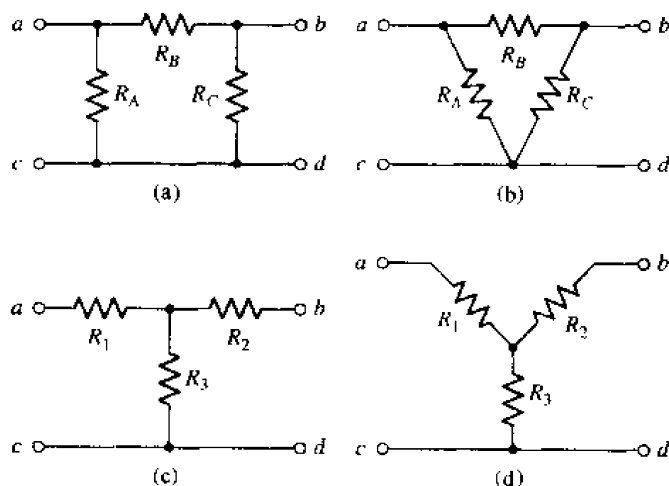 a b a b
R_B R_B
R_A R_C R_A R_C
c d c d
(a) (b)
a b
a b
R_1 R_2 R_1 R_2
R_3 R_3
c d c d
(c) (d)